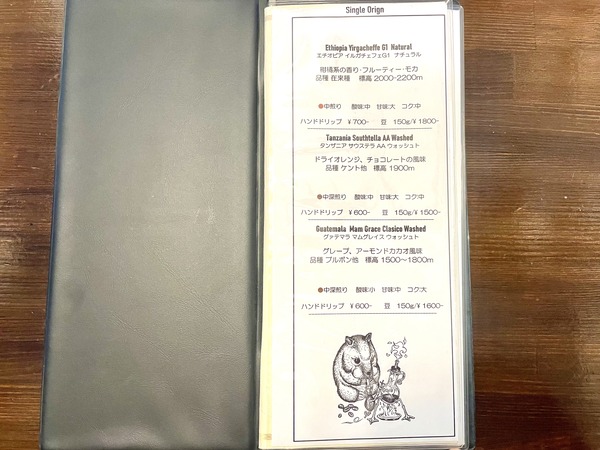 Single Orign
Ethiopia Yirgacheffe G1 Natural
エチオピア イルガチェフェG1 ナチュラル
柑橘系の香り・フルーティー・モカ
品種 在来種 標高 2000-2200m
●中煎り 酸味:中 甘味:大 コク:中
ハンドドリップ ￥700- 豆 150g/￥1800-
Tanzania Southtella AA Washed
タンザニア サウステラ AA ウォッシュト
ドライオレンジ、チョコレートの風味
品種 ケント他 標高 1900m
●中深煎り 酸味:中 甘味:大 コク:中
ハンドドリップ ￥600- 豆 150g/￥1500-
Guatemala Mam Grace Clasico Washed
グァテマラ マムグレイス ウォッシュト
グレープ、アーモンドカカオ風味
品種 ブルボン他 標高 1500～1800m
●中深煎り 酸味:小 甘味:中 コク:大
ハンドドリップ ￥600- 豆 150g/￥1600-